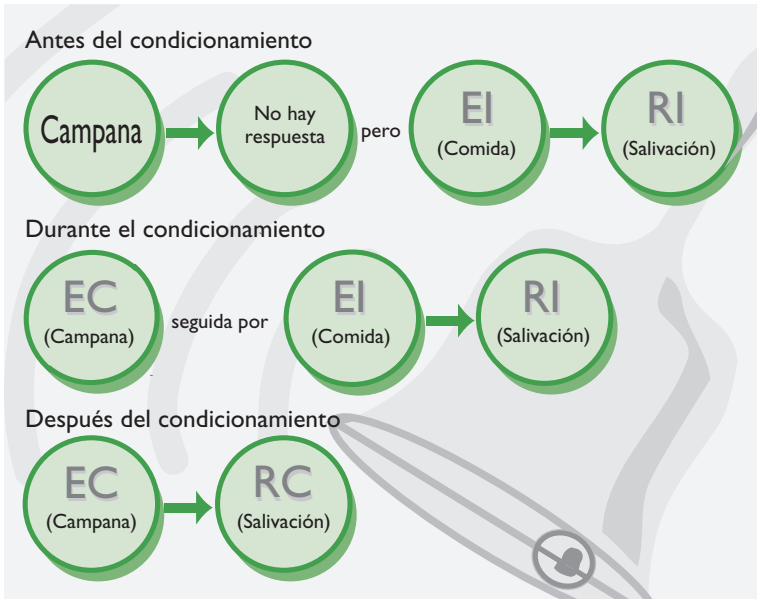 Antes del condicionamiento
Campana
No hay
respuesta
pero
EI
(Comida)
RI
(Salivación)
Durante el condicionamiento
EC
(Campana)
seguida por
EI
(Comida)
RI
(Salivación)
Después del condicionamiento
EC
(Campana)
RC
(Salivación)